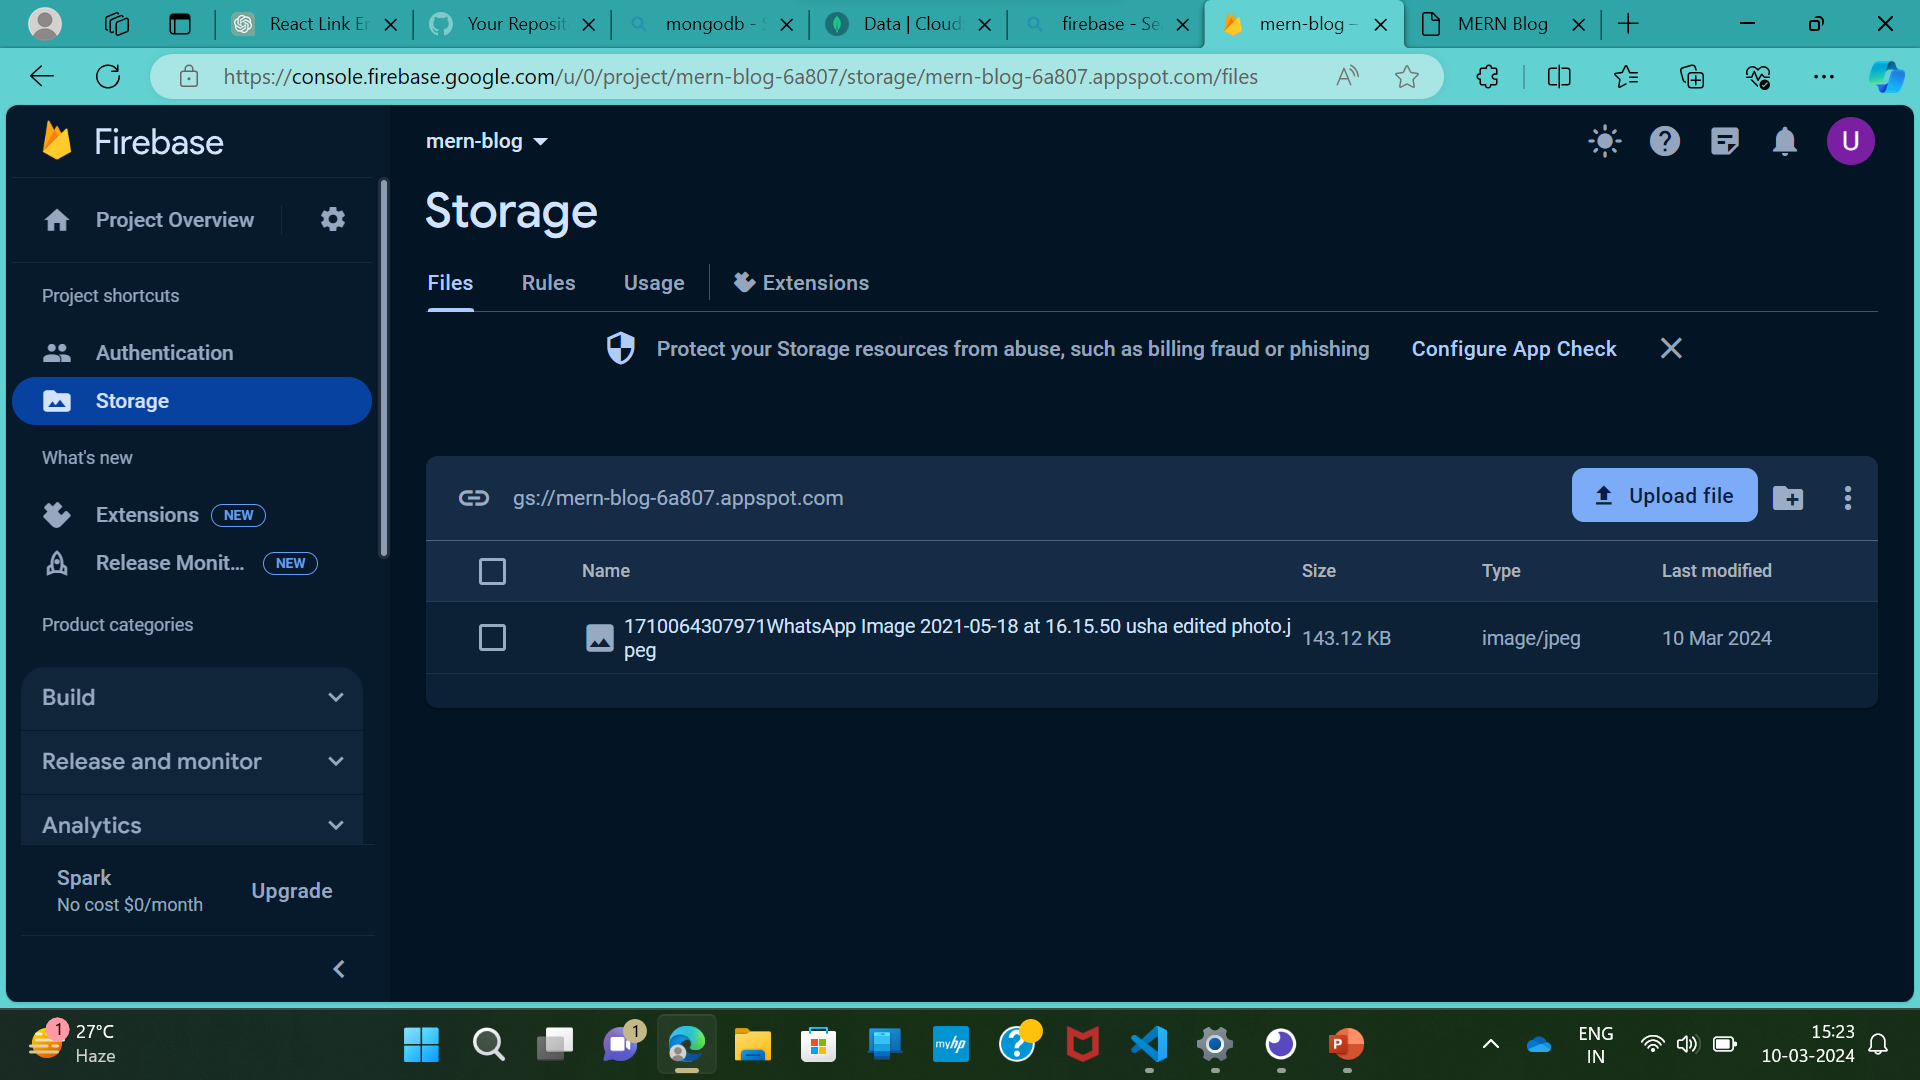 React Link Er
Your Reposit
mongodb - S
Data | Cloud
firebase - Se
mern-blog –
MERN Blog
https://console.firebase.google.com/u/0/project/mern-blog-6a807/storage/mern-blog-6a807.appspot.com/files
Firebase
mern-blog
U
Storage
Project Overview
Files
Rules
Usage
Extensions
Project shortcuts
Protect your Storage resources from abuse, such as billing fraud or phishing
Configure App Check
Authentication
Storage
What's new
gs://mern-blog-6a807.appspot.com
Upload file
Extensions NEW
Release Monit... NEW
Name
Size
Type
Last modified
1710064307971WhatsApp Image 2021-05-18 at 16.15.50 usha edited photo.j
peg
143.12 KB
image/jpeg
10 Mar 2024
Product categories
Build
Release and monitor
Analytics
Spark
No cost $0/month
Upgrade
1
27°C
Haze
1
myhp
P
ENG
IN
15:23
10-03-2024